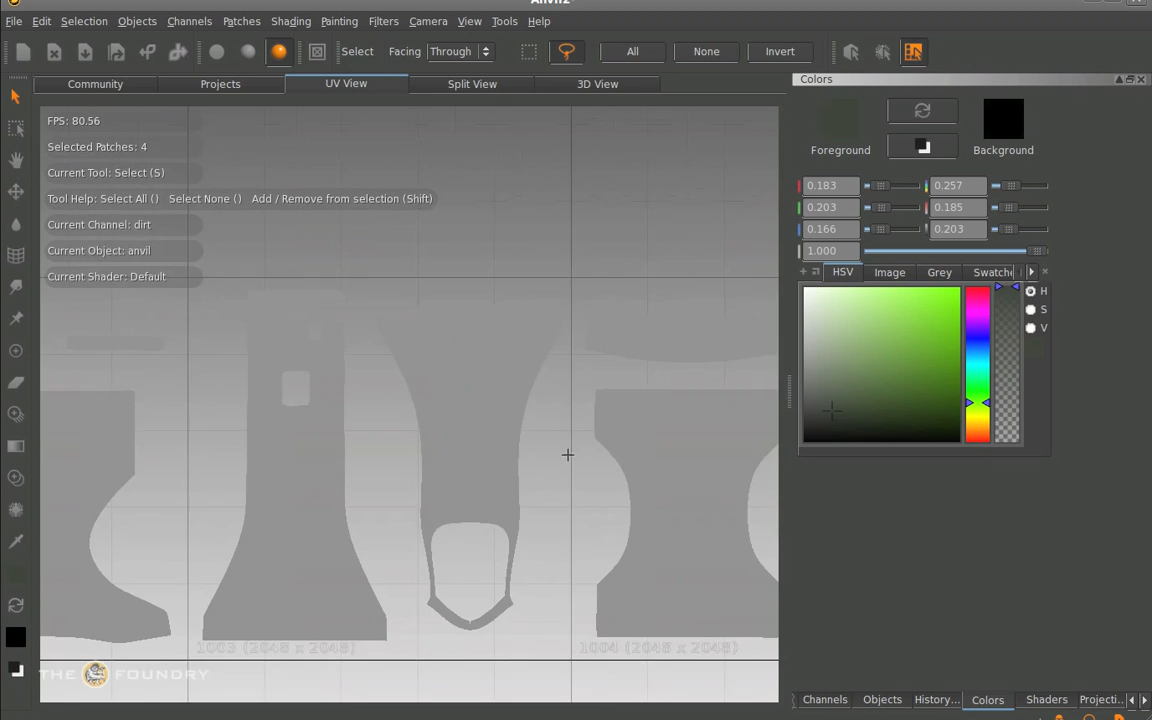 Anvil2*
File Edit Selection Objects Channels Patches Shading Painting Filters Camera View Tools Help
Select Facing Through All None Invert
Community Projects UV View Split View 3D View
Colors
FPS: 80.56
Selected Patches: 4
Current Tool: Select (S)
Tool Help: Select All () Select None () Add / Remove from selection (Shift)
Current Channel: dirt
Current Object: anvil
Current Shader: Default
Foreground Background
0.183 0.257
0.203 0.185
0.166 0.203
1.000
HSV Image Grey Swatche
H
S
V
1003 (2048 x 2048) 1004 (2048 x 2048)
THE FOUNDRY
Channels Objects History... Colors Shaders Projecti...